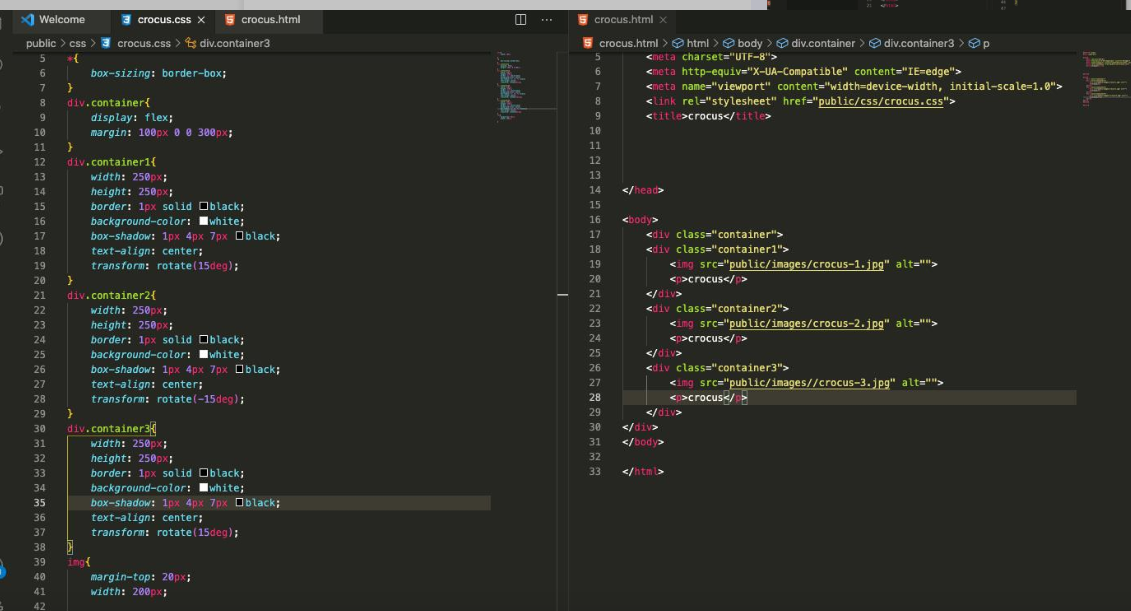 Welcome
crocus.css
crocus.html
public > css > crocus.css > div.container3
5 *{
6 box-sizing: border-box;
7 }
8 div.container{
9 display: flex;
10 margin: 100px 0 0 300px;
11 }
12 div.container1{
13 width: 250px;
14 height: 250px;
15 border: 1px solid black;
16 background-color: white;
17 box-shadow: 1px 4px 7px black;
18 text-align: center;
19 transform: rotate(15deg);
20 }
21 div.container2{
22 width: 250px;
23 height: 250px;
24 border: 1px solid black;
25 background-color: white;
26 box-shadow: 1px 4px 7px black;
27 text-align: center;
28 transform: rotate(-15deg);
29 }
30 div.container3{
31 width: 250px;
32 height: 250px;
33 border: 1px solid black;
34 background-color: white;
35 box-shadow: 1px 4px 7px black;
36 text-align: center;
37 transform: rotate(15deg);
38 }
39 img{
40 margin-top: 20px;
41 width: 200px;
42
crocus.html
crocus.html > html > body > div.container > div.container3 > p
5 <meta charset="UTF-8">
6 <meta http-equiv="X-UA-Compatible" content="IE=edge">
7 <meta name="viewport" content="width=device-width, initial-scale=1.0">
8 <link rel="stylesheet" href="public/css/crocus.css">
9 <title>crocus</title>
10
11
12
13
14 </head>
15
16 <body>
17 <div class="container">
18 <div class="container1">
19 <img src="public/images/crocus-1.jpg" alt="">
20 <p>crocus</p>
21 </div>
22 <div class="container2">
23 <img src="public/images/crocus-2.jpg" alt="">
24 <p>crocus</p>
25 </div>
26 <div class="container3">
27 <img src="public/images//crocus-3.jpg" alt="">
28 <p>crocus</p>
29 </div>
30 </div>
31 </body>
32
33 </html>